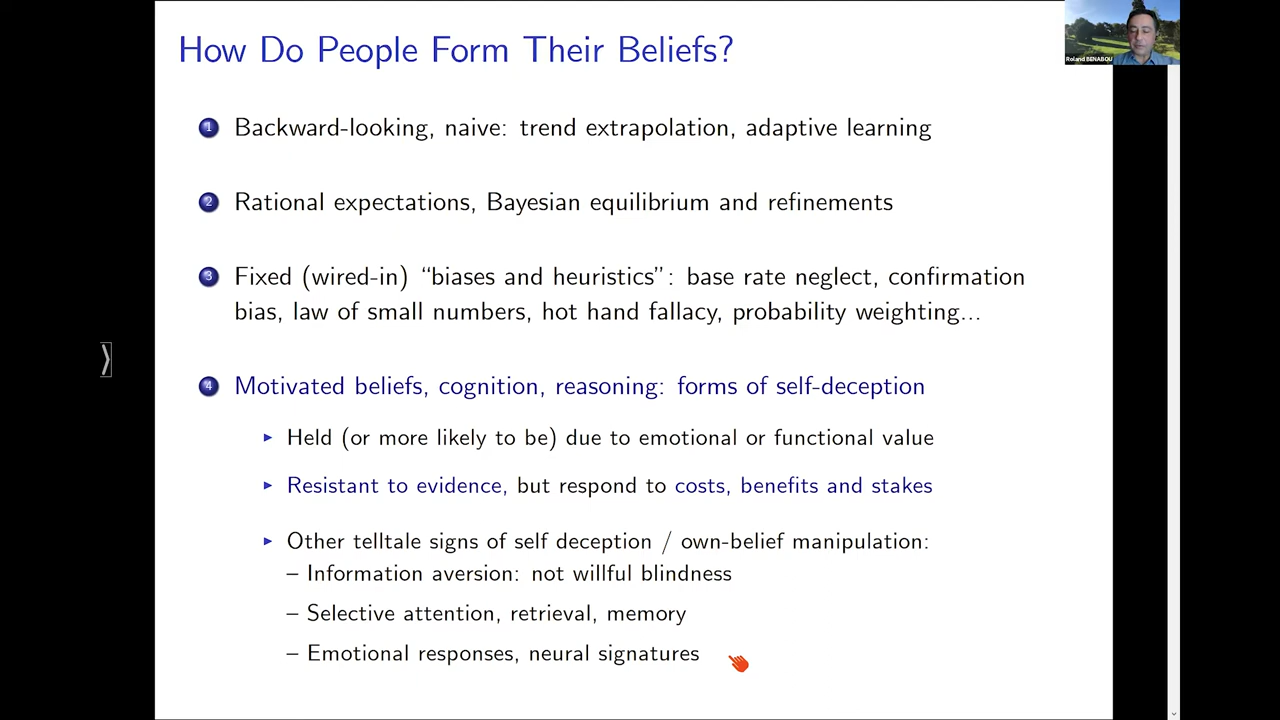 How Do People Form Their Beliefs?
Roland BENABOU
1 Backward-looking, naive: trend extrapolation, adaptive learning
2 Rational expectations, Bayesian equilibrium and refinements
3 Fixed (wired-in) “biases and heuristics”: base rate neglect, confirmation
bias, law of small numbers, hot hand fallacy, probability weighting...
4 Motivated beliefs, cognition, reasoning: forms of self-deception
Held (or more likely to be) due to emotional or functional value
Resistant to evidence, but respond to costs, benefits and stakes
Other telltale signs of self deception / own-belief manipulation:
– Information aversion: not willful blindness
– Selective attention, retrieval, memory
– Emotional responses, neural signatures